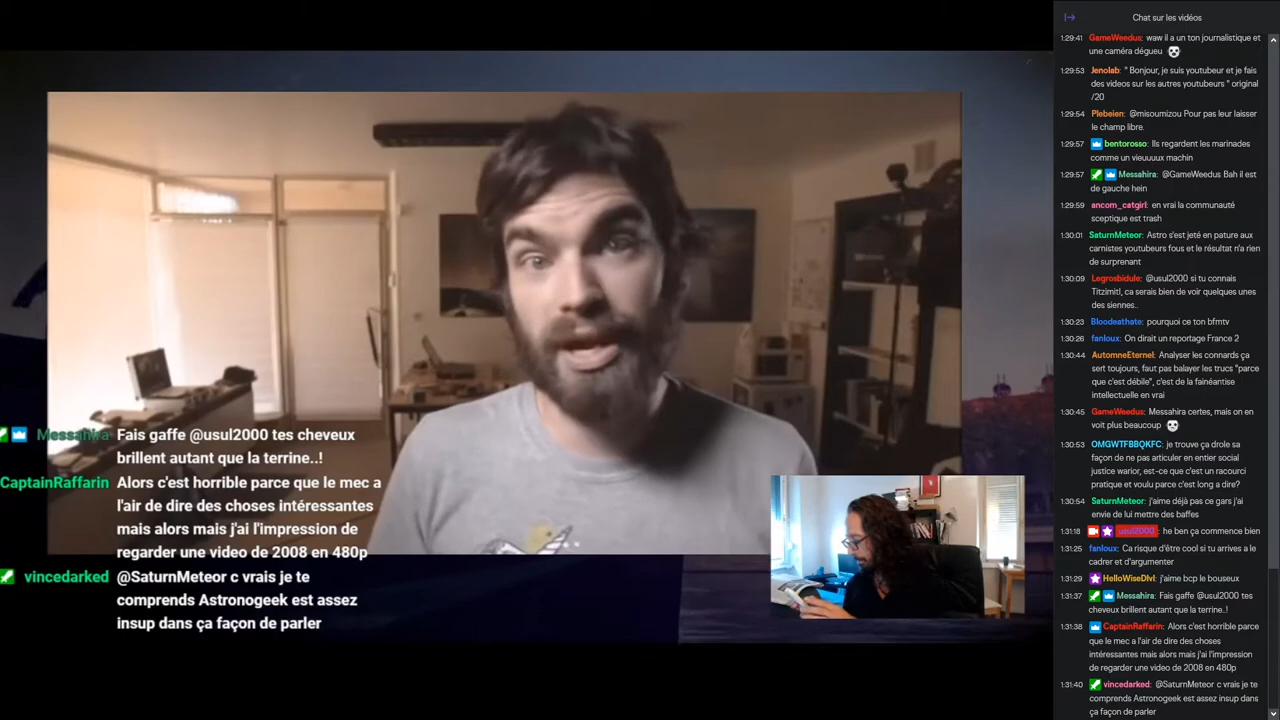 Messahira Fais gaffe @usul2000 tes cheveux
brillent autant que la terrine..!
CaptainRaffarin Alors c'est horrible parce que le mec a
l'air de dire des choses intéressantes
mais alors mais j'ai l'impression de
regarder une video de 2008 en 480p
vincedarked @SaturnMeteor c vrais je te
comprends Astronogeek est assez
insup dans ça façon de parler
Chat sur les vidéos
1:29:41 GameWeedus: waw il a un ton journalistique et
une caméra dégueu
1:29:53 Jenolab: " Bonjour, je suis youtubeur et je fais
des videos sur les autres youtubeurs " original
/20
1:29:54 Plebeien: @misoumizou Pour pas leur laisser
le champ libre.
1:29:57 bentorosso: Ils regardent les marinades
comme un vieuuuux machin
1:29:57 Messahira: @GameWeedus Bah il est
de gauche hein
1:29:59 ancom_catgirl: en vrai la communauté
sceptique est trash
1:30:01 SaturnMeteor: Astro s'est jeté en pature aux
carnistes youtubeurs fous et le résultat n'a rien
de surprenant
1:30:09 Legrosbidule: @usul2000 si tu connais
Titzimitl, ca serais bien de voir quelques unes
des siennes..
1:30:23 Bloodeathate: pourquoi ce ton bfmtv
1:30:26 fanloux: On dirait un reportage France 2
1:30:44 AutomneEternel: Analyser les connards ça
sert toujours, faut pas balayer les trucs "parce
que c'est débile", c'est de la fainéantise
intellectuelle en vrai
1:30:45 GameWeedus: Messahira certes, mais on en
voit plus beaucoup
1:30:53 OMGWTFBBQKFC: je trouve ça drole sa
façon de ne pas articuler en entier social
justice warior, est-ce que c'est un racourci
pratique et voulu parce c'est long a dire?
1:30:54 SaturnMeteor: j'aime déjà pas ce gars j'ai
envie de lui mettre des baffes
1:31:18 usul2000: he ben ça commence bien
1:31:25 fanloux: Ca risque d'être cool si tu arrives a le
cadrer et d'argumenter
1:31:29 HelloWiseDlvl: j'aime bcp le bouseux
1:31:37 Messahira: Fais gaffe @usul2000 tes
cheveux brillent autant que la terrine..!
1:31:38 CaptainRaffarin: Alors c'est horrible parce
que le mec a l'air de dire des choses
intéressantes mais alors mais j'ai l'impression
de regarder une video de 2008 en 480p
1:31:40 vincedarked: @SaturnMeteor c vrais je te
comprends Astronogeek est assez insup dans
ça façon de parler